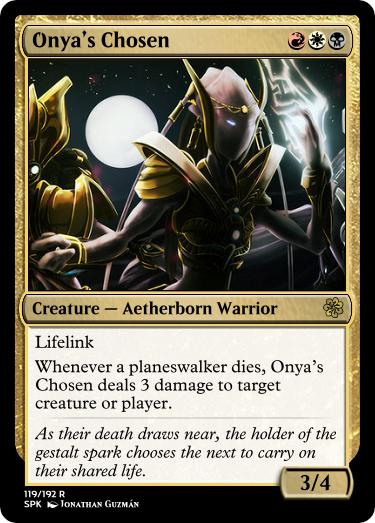 Onya's Chosen
Creature — Aetherborn Warrior
Lifelink
Whenever a planeswalker dies, Onya's
Chosen deals 3 damage to target
creature or player.
As their death draws near, the holder of the
gestalt spark chooses the next to carry on
their shared life.
3/4
119/192 R
SPK Jonathan Guzmán